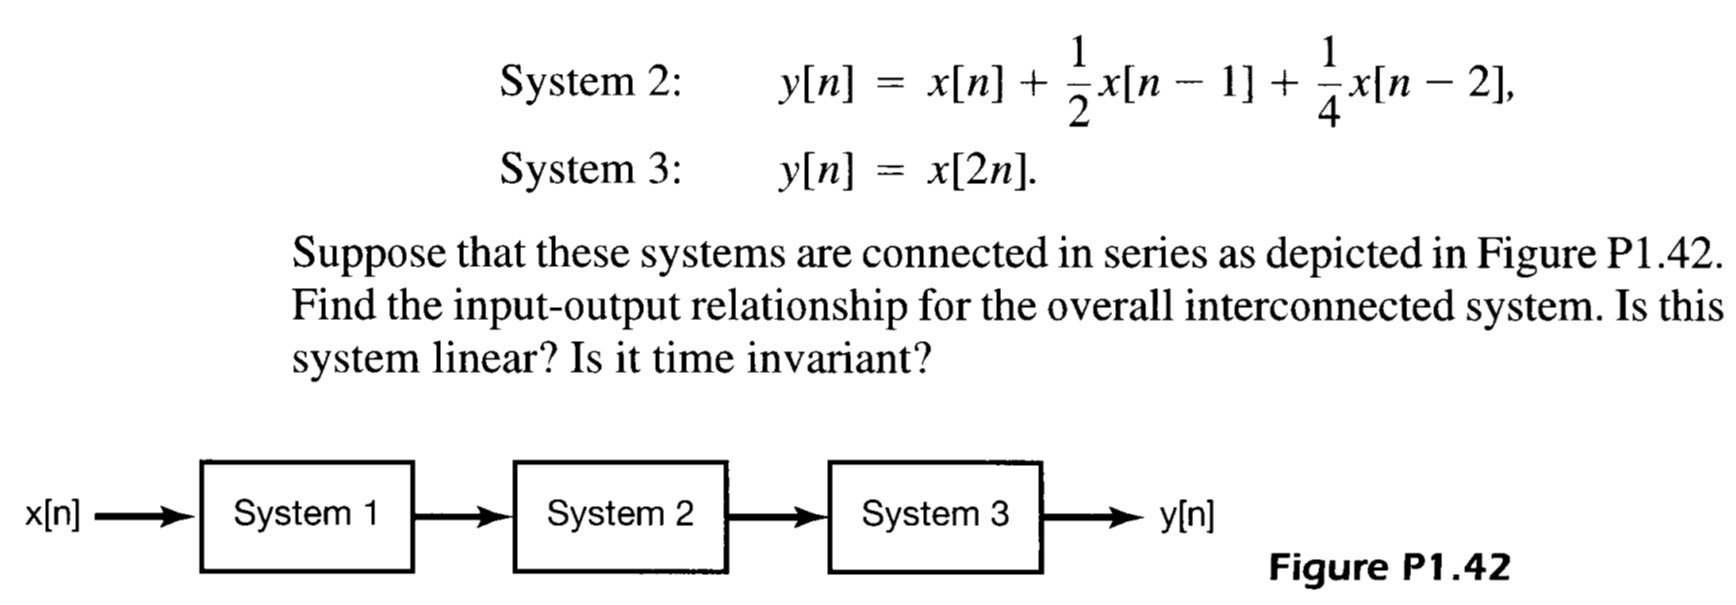 System 2: y[n] = x[n] + 1/2 x[n − 1] + 1/4 x[n − 2],
System 3: y[n] = x[2n].
Suppose that these systems are connected in series as depicted in Figure P1.42.
Find the input-output relationship for the overall interconnected system. Is this
system linear? Is it time invariant?
x[n] System 1 System 2 System 3 y[n]
Figure P1.42